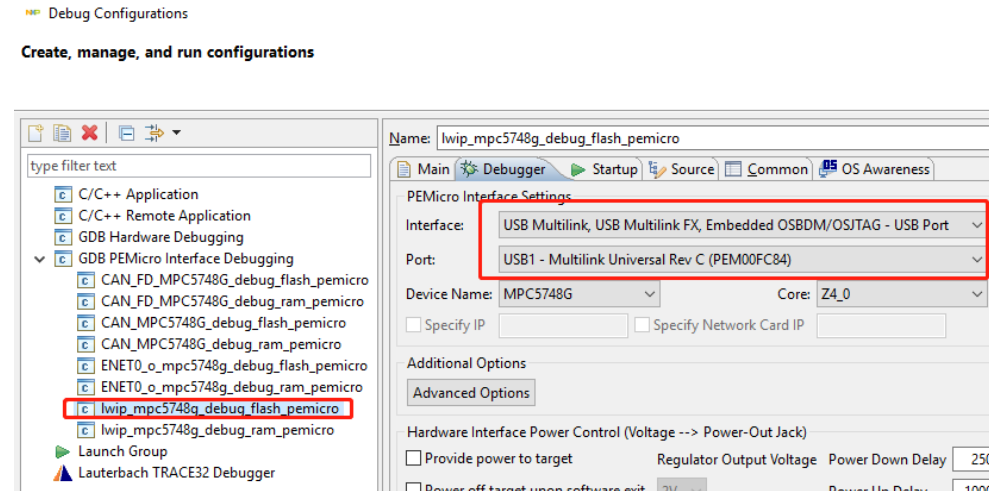 NXP Debug Configurations
Create, manage, and run configurations
type filter text
C/C++ Application
C/C++ Remote Application
GDB Hardware Debugging
GDB PEMicro Interface Debugging
CAN_FD_MPC5748G_debug_flash_pemicro
CAN_FD_MPC5748G_debug_ram_pemicro
CAN_MPC5748G_debug_flash_pemicro
CAN_MPC5748G_debug_ram_pemicro
ENET0_o_mpc5748g_debug_flash_pemicro
ENET0_o_mpc5748g_debug_ram_pemicro
lwip_mpc5748g_debug_flash_pemicro
lwip_mpc5748g_debug_ram_pemicro
Launch Group
Lauterbach TRACE32 Debugger
Name: lwip_mpc5748g_debug_flash_pemicro
Main Debugger Startup Source Common OS OS Awareness
PEMicro Interface Settings
Interface: USB Multilink, USB Multilink FX, Embedded OSBDM/OSJTAG - USB Port
Port: USB1 - Multilink Universal Rev C (PEM00FC84)
Device Name: MPC5748G Core: Z4_0
Specify IP Specify Network Card IP
Additional Options
Advanced Options
Hardware Interface Power Control (Voltage --> Power-Out Jack)
Provide power to target Regulator Output Voltage Power Down Delay 250
Power off target upon software exit 2V Power Up Delay 1000